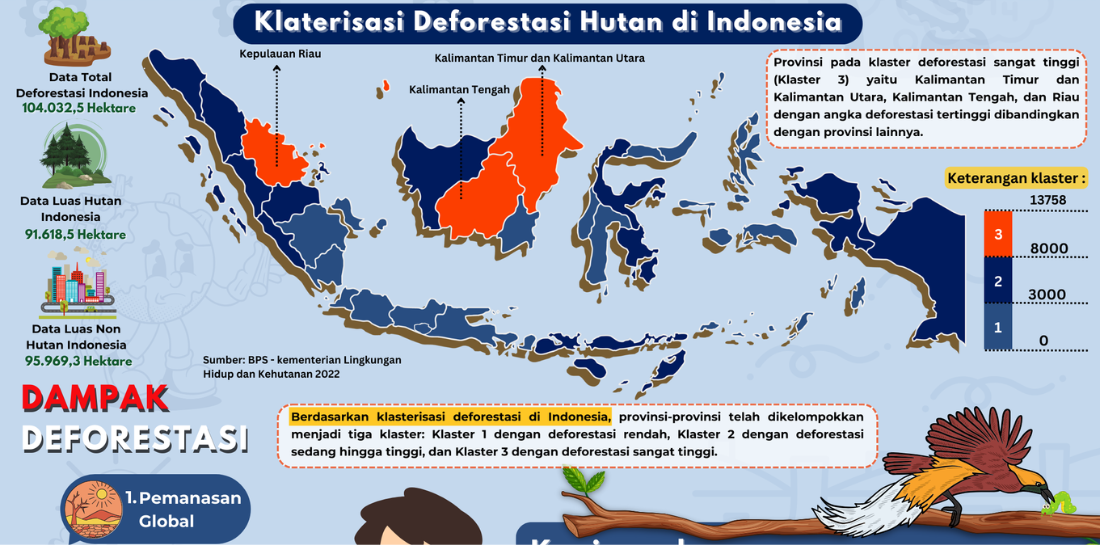 Klaterisasi Deforestasi Hutan di Indonesia
Data Total
Deforestasi Indonesia
104.032,5 Hektare
Data Luas Hutan
Indonesia
91.618,5 Hektare
Data Luas Non
Hutan Indonesia
95.969,3 Hektare
Kepulauan Riau
Kalimantan Timur dan Kalimantan Utara
Kalimantan Tengah
Provinsi pada klaster deforestasi sangat tinggi
(Klaster 3) yaitu Kalimantan Timur dan
Kalimantan Utara, Kalimantan Tengah, dan Riau
dengan angka deforestasi tertinggi dibandingkan
dengan provinsi lainnya.
Keterangan klaster :
13758
3
8000
2
3000
1
0
Sumber: BPS - kementerian Lingkungan
Hidup dan Kehutanan 2022
DAMPAK
DEFORESTASI
Berdasarkan klasterisasi deforestasi di Indonesia, provinsi-provinsi telah dikelompokkan
menjadi tiga klaster: Klaster 1 dengan deforestasi rendah, Klaster 2 dengan deforestasi
sedang hingga tinggi, dan Klaster 3 dengan deforestasi sangat tinggi.
1. Pemanasan
Global